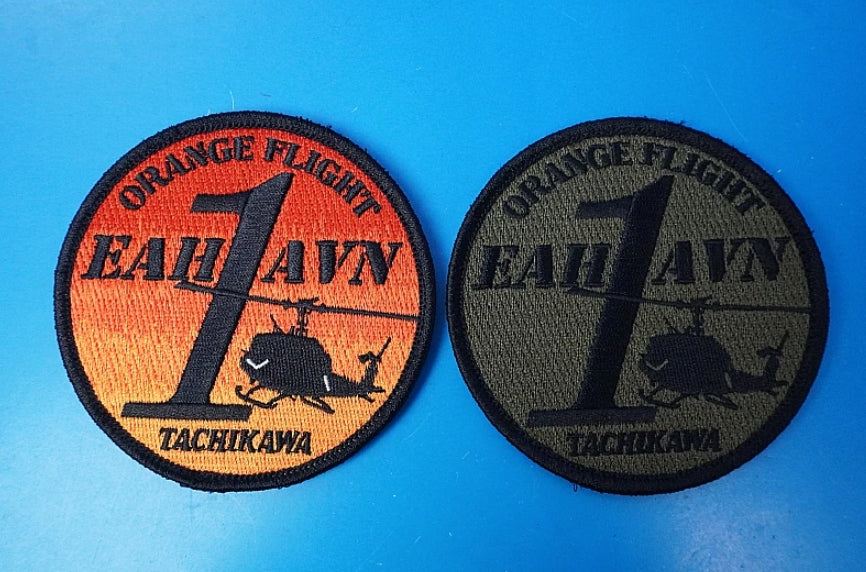 ORANGE FLIGHT
EAH 1 AVN
TACHIKAWA
ORANGE FLIGHT
EAH 1 AVN
TACHIKAWA